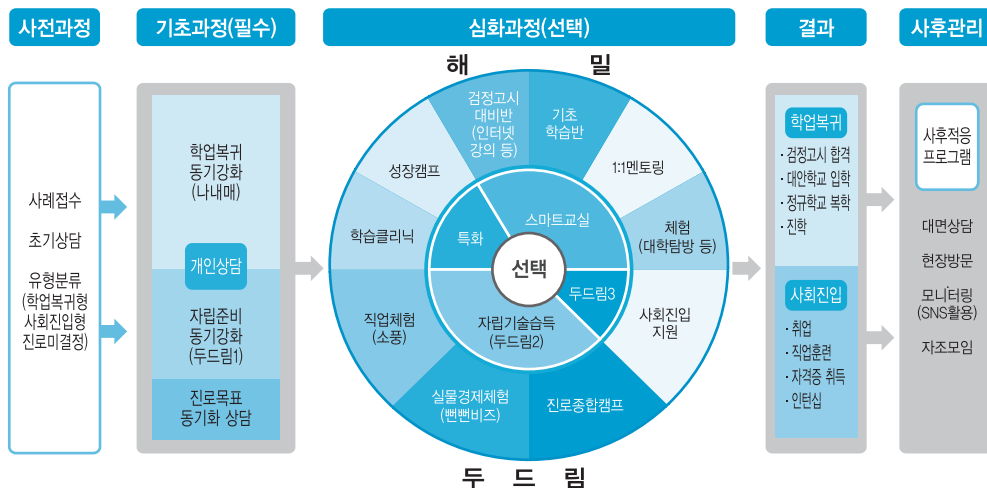 사전과정
기초과정(필수)
심화과정(선택)
결과
사후관리
사례접수
초기상담
유형분류
(학업복귀형
사회진입형
진로미결정)
학업복귀
동기강화
(나내매)
개인상담
자립준비
동기강화
(두드림1)
진로목표
동기화 상담
해 밀
검정고시
대비반
(인터넷
강의 등)
기초
학습반
성장캠프
1:1멘토링
학습클리닉
체험
(대학탐방 등)
특화
스마트교실
선택
두드림3
자립기술습득
(두드림2)
직업체험
(소풍)
사회진입
지원
실물경제체험
(뻔뻔비즈)
진로종합캠프
두 드 림
학업복귀
· 검정고시 합격
· 대안학교 입학
· 정규학교 복학
· 진학
사회진입
· 취업
· 직업훈련
· 자격증 취득
· 인턴십
사후적응
프로그램
대면상담
현장방문
모니터링
(SNS활용)
자조모임